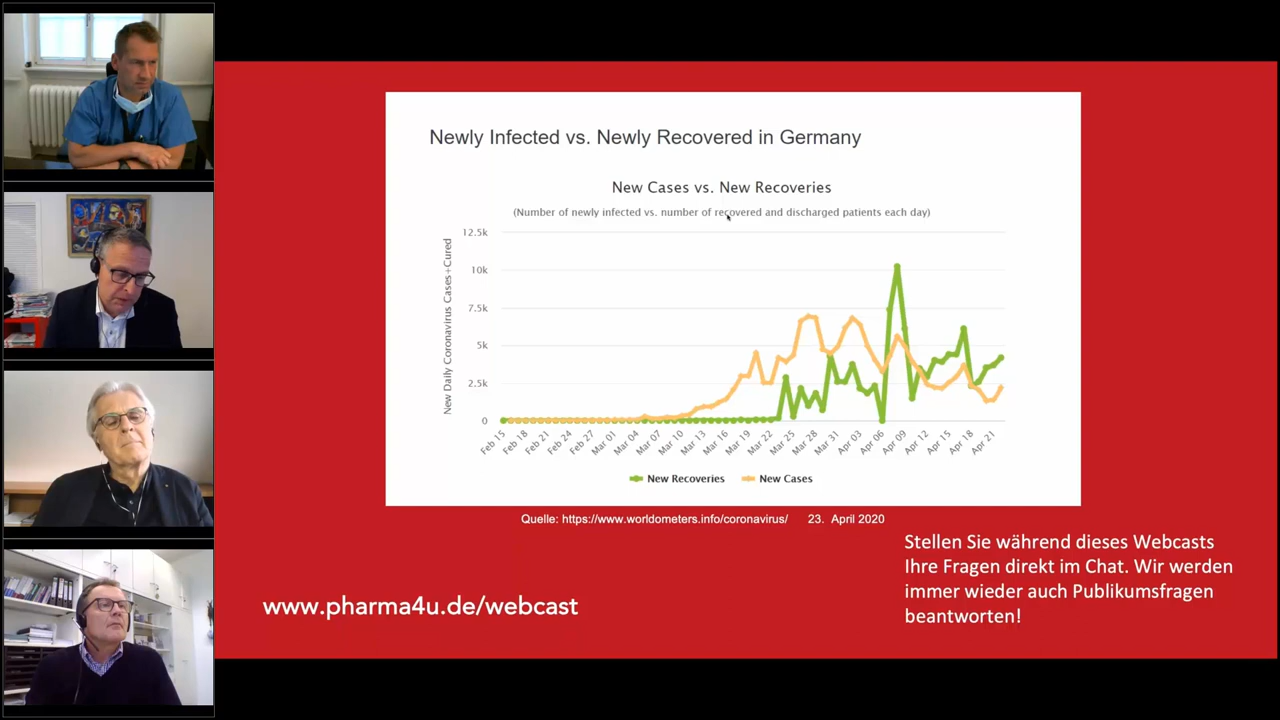 Newly Infected vs. Newly Recovered in Germany
New Cases vs. New Recoveries
(Number of newly infected vs. number of recovered and discharged patients each day)
New Daily Coronavirus Cases+Cured
12.5k
10k
7.5k
5k
2.5k
0
Feb 15
Feb 18
Feb 21
Feb 24
Feb 27
Mar 01
Mar 04
Mar 07
Mar 10
Mar 13
Mar 16
Mar 19
Mar 22
Mar 25
Mar 28
Mar 31
Apr 03
Apr 06
Apr 09
Apr 12
Apr 15
Apr 18
Apr 21
New Recoveries
New Cases
Quelle: https://www.worldometers.info/coronavirus/ 23. April 2020
Stellen Sie während dieses Webcasts
Ihre Fragen direkt im Chat. Wir werden
immer wieder auch Publikumsfragen
beantworten!
www.pharma4u.de/webcast